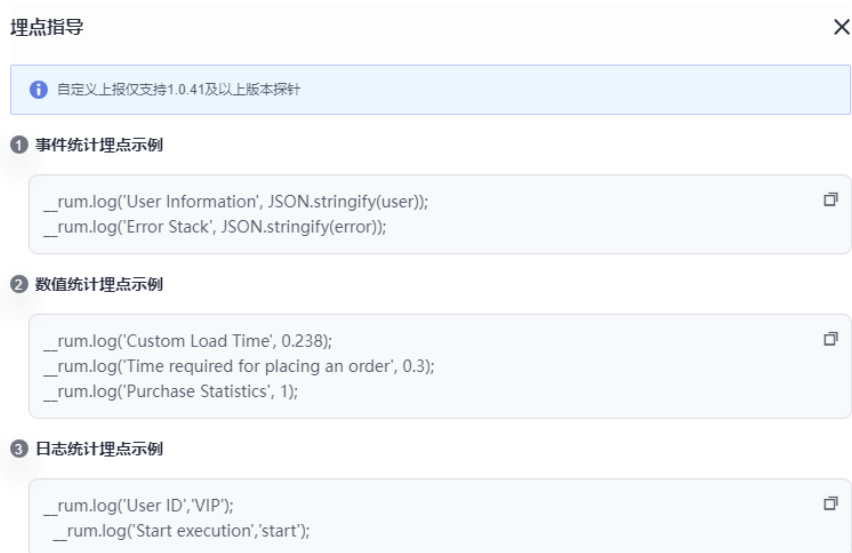 埋点指导
自定义上报仅支持1.0.41及以上版本探针
1 事件统计埋点示例
__rum.log('User Information', JSON.stringify(user));
__rum.log('Error Stack', JSON.stringify(error));
2 数值统计埋点示例
__rum.log('Custom Load Time', 0.238);
__rum.log('Time required for placing an order', 0.3);
__rum.log('Purchase Statistics', 1);
3 日志统计埋点示例
__rum.log('User ID','VIP');
__rum.log('Start execution','start');